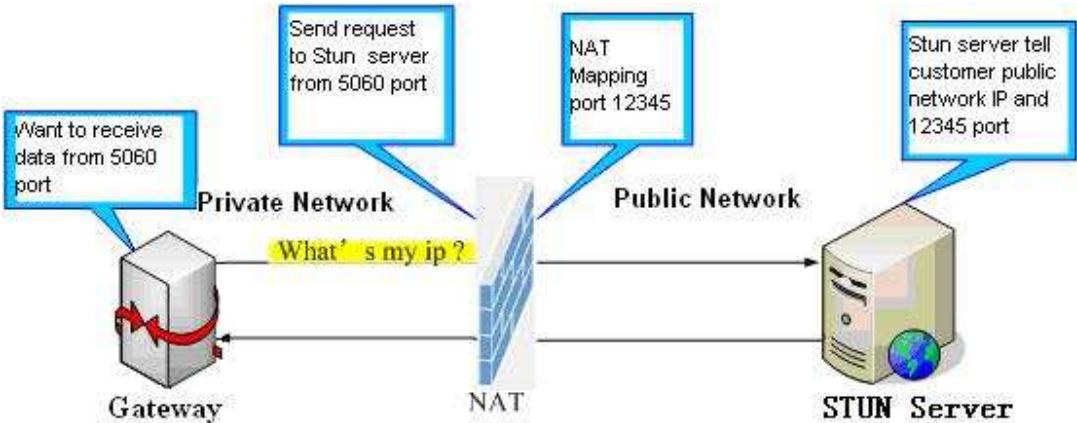 Send request
to Stun server
from 5060 port
NAT
Mapping
port 12345
Stun server tell
customer public
network IP and
12345 port
Want to receive
data from 5060
port
Private Network
Public Network
What's my ip ?
Gateway
NAT
STUN Server